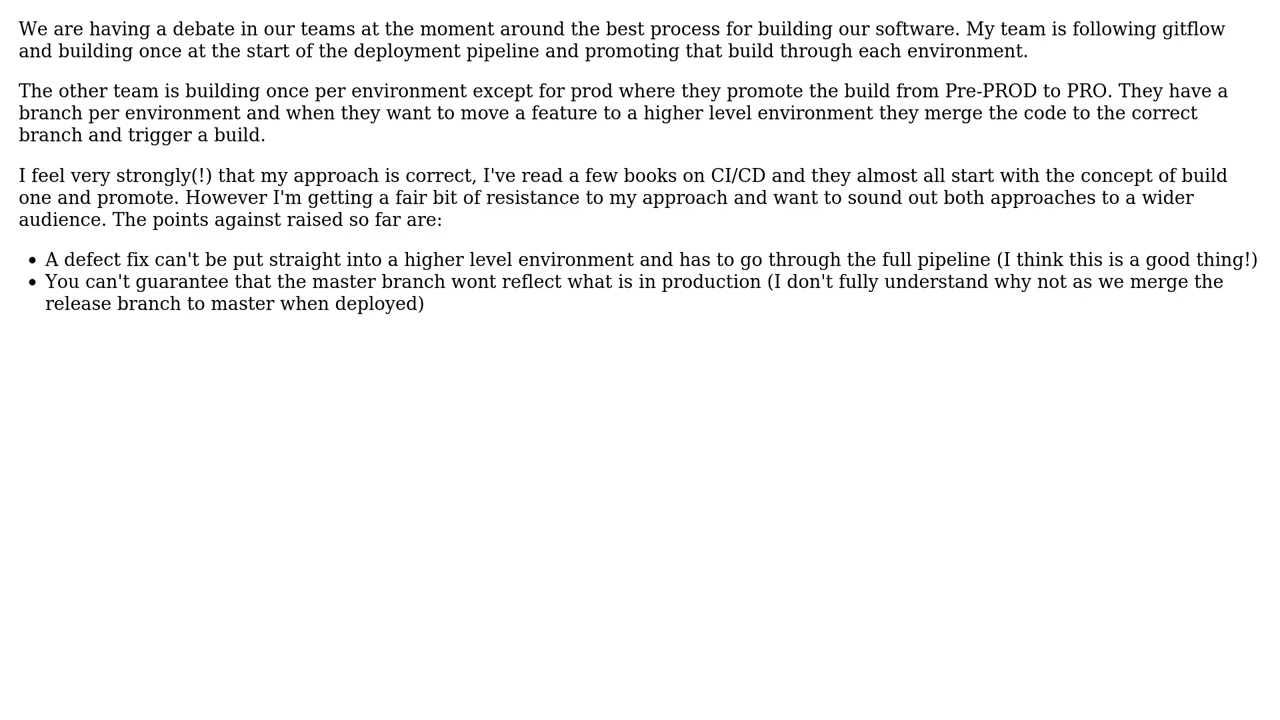 We are having a debate in our teams at the moment around the best process for building our software. My team is following gitflow
and building once at the start of the deployment pipeline and promoting that build through each environment.
The other team is building once per environment except for prod where they promote the build from Pre-PROD to PRO. They have a
branch per environment and when they want to move a feature to a higher level environment they merge the code to the correct
branch and trigger a build.
I feel very strongly(!) that my approach is correct, I've read a few books on CI/CD and they almost all start with the concept of build
one and promote. However I'm getting a fair bit of resistance to my approach and want to sound out both approaches to a wider
audience. The points against raised so far are:
• A defect fix can't be put straight into a higher level environment and has to go through the full pipeline (I think this is a good thing!)
• You can't guarantee that the master branch wont reflect what is in production (I don't fully understand why not as we merge the
release branch to master when deployed)